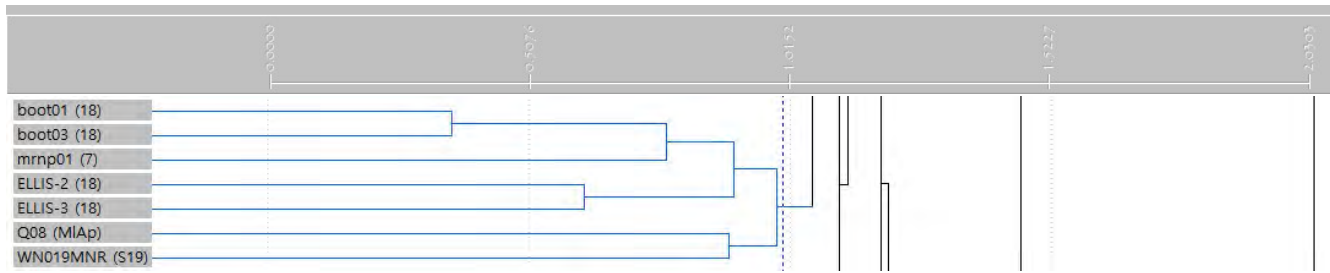 0.0000
0.5076
1.0152
1.5227
2.0303
boot01 (18)
boot03 (18)
mrnp01 (7)
ELLIS-2 (18)
ELLIS-3 (18)
Q08 (MlAp)
WN019MNR (S19)